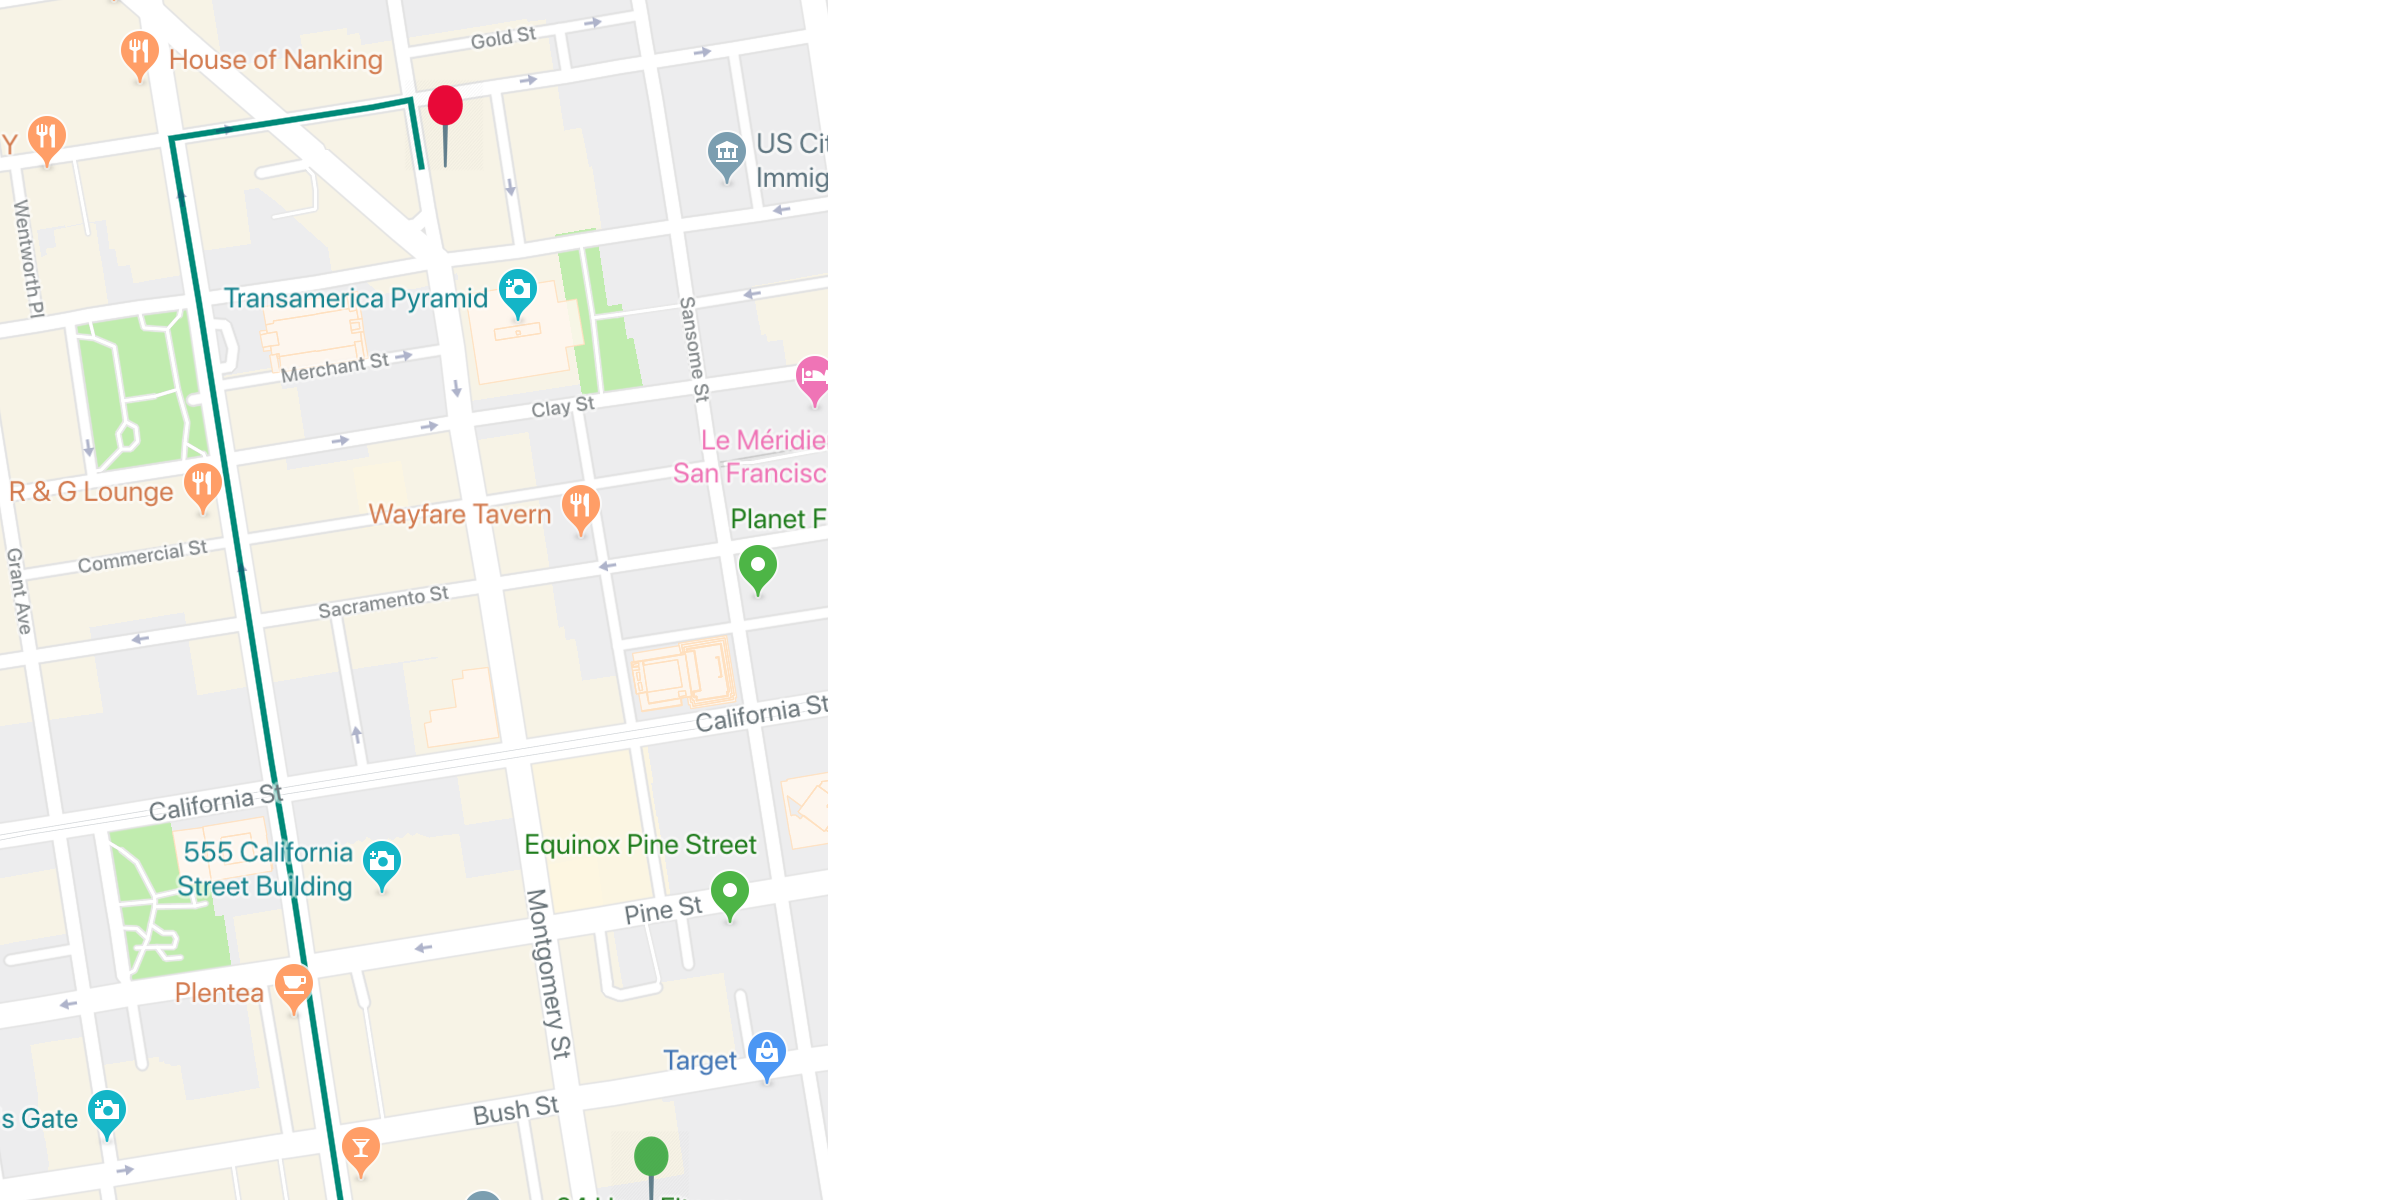 Gold St
House of Nanking
Y
US Cit
Immig
Wentworth Pl
Transamerica Pyramid
Sansome St
Merchant St
Clay St
Le Méridie
San Francisc
R & G Lounge
Wayfare Tavern
Planet F
Commercial St
Grant Ave
Sacramento St
California St
California St
555 California
Street Building
Equinox Pine Street
Montgomery St
Pine St
Plentea
Target
s Gate
Bush St